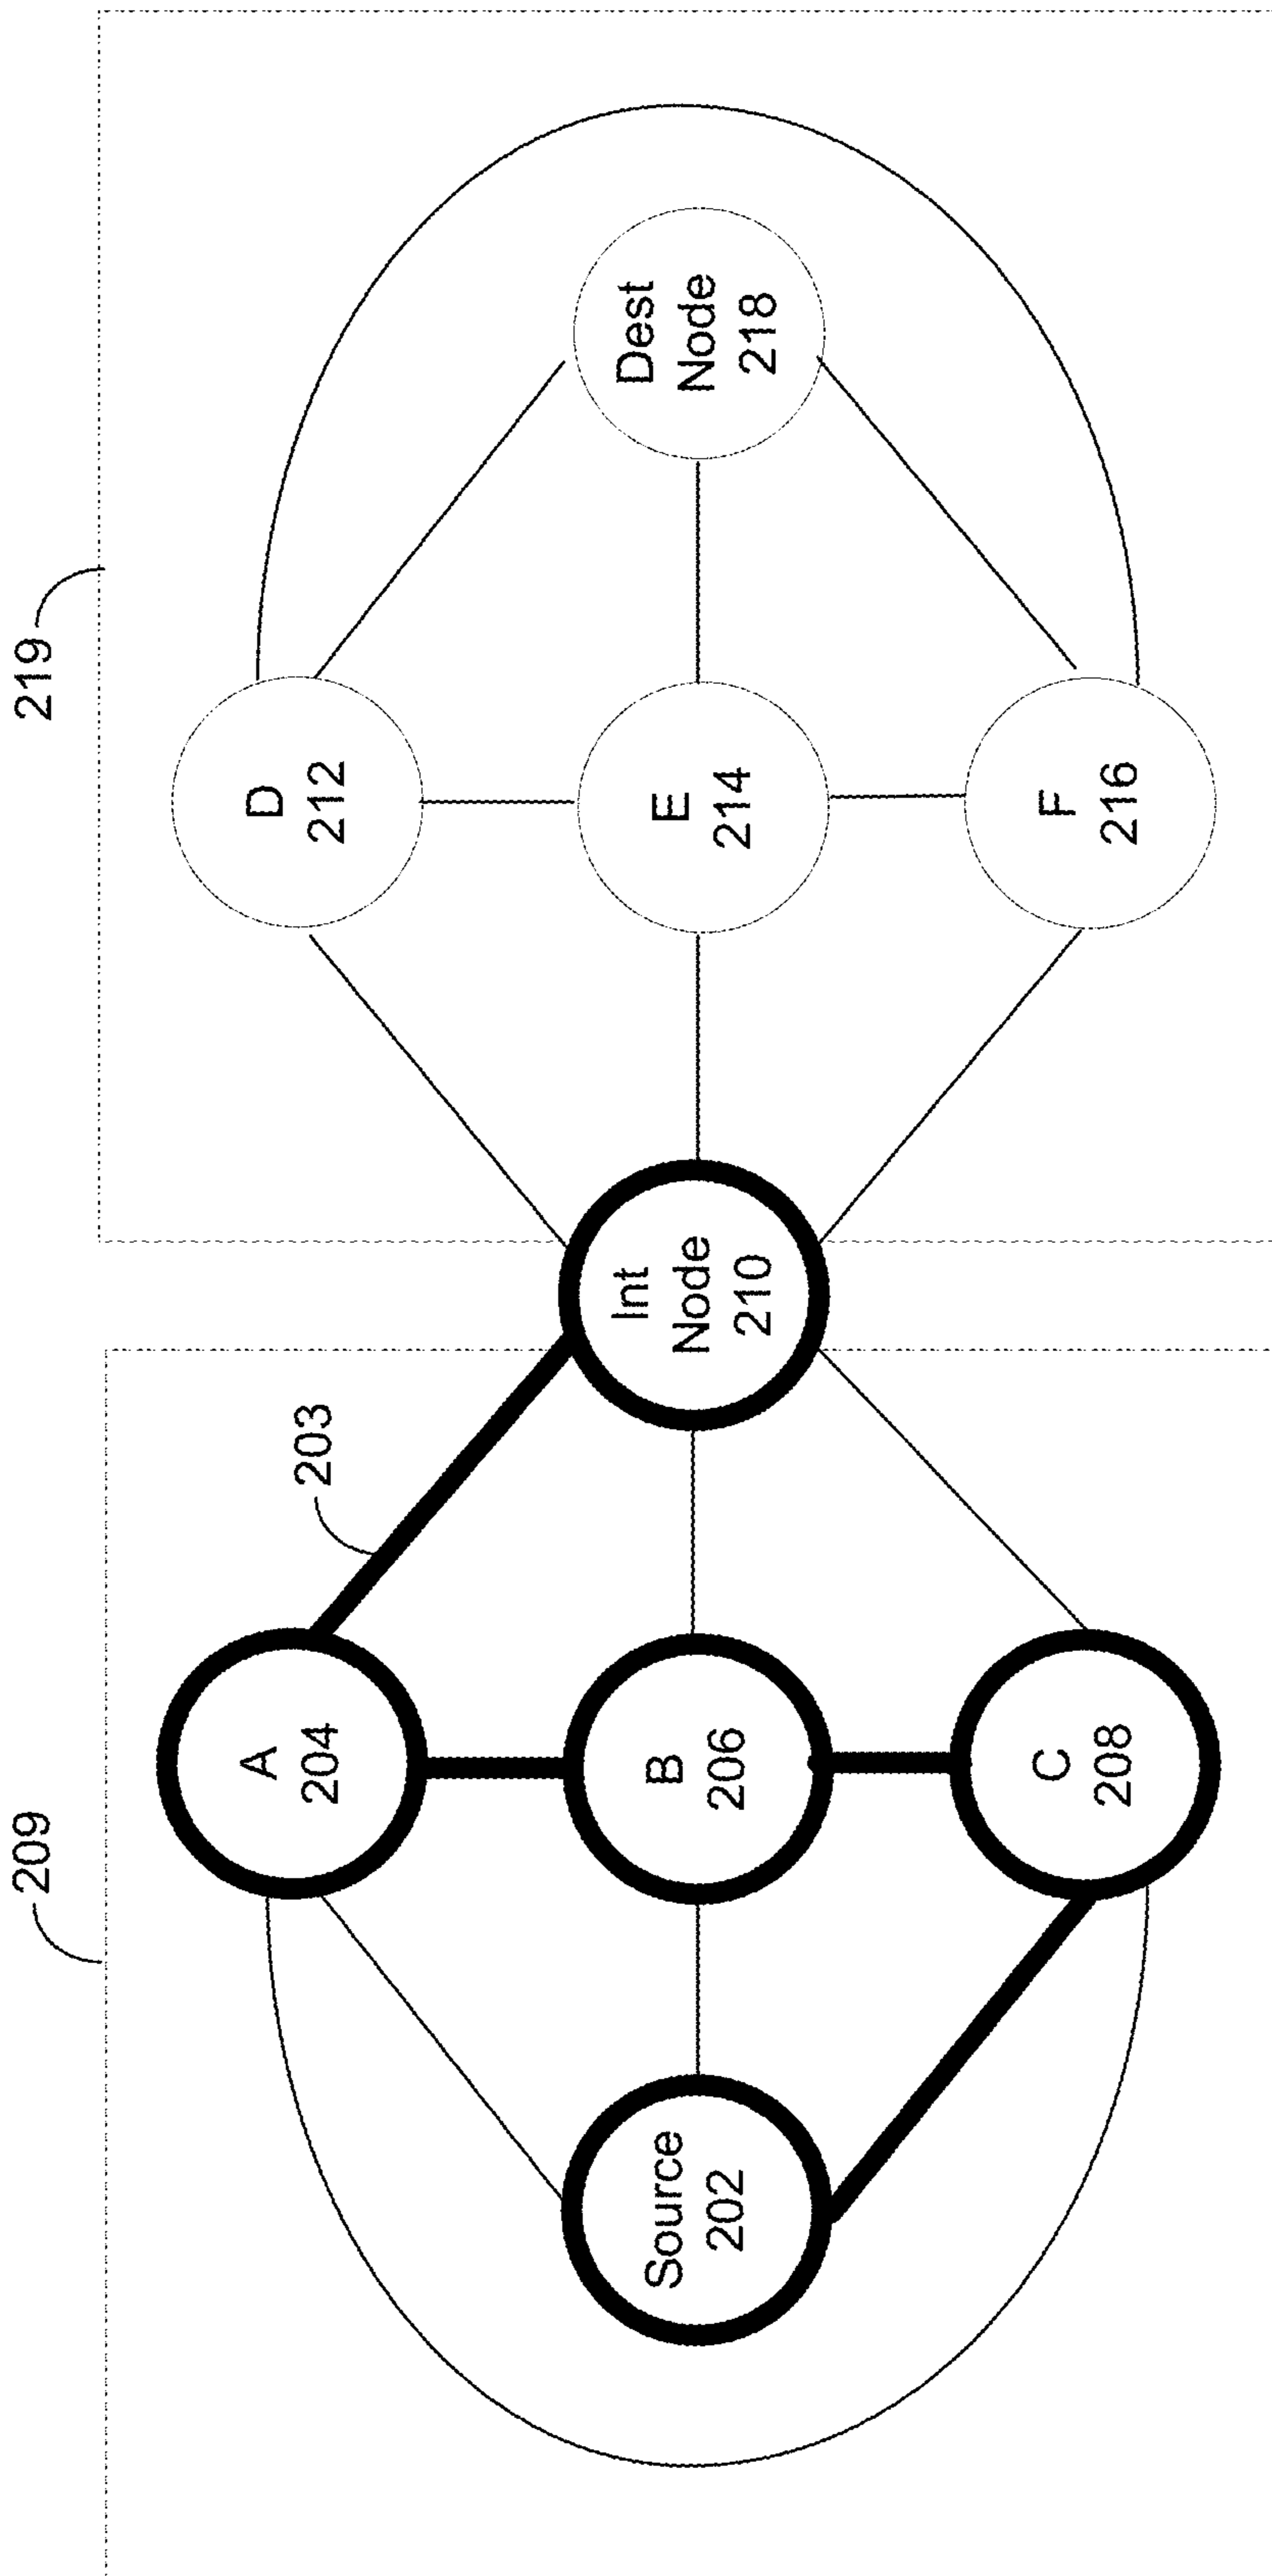 209
219
A
204
203
D
212
Source
202
B
206
Int
Node
210
E
214
Dest
Node
218
C
208
F
216